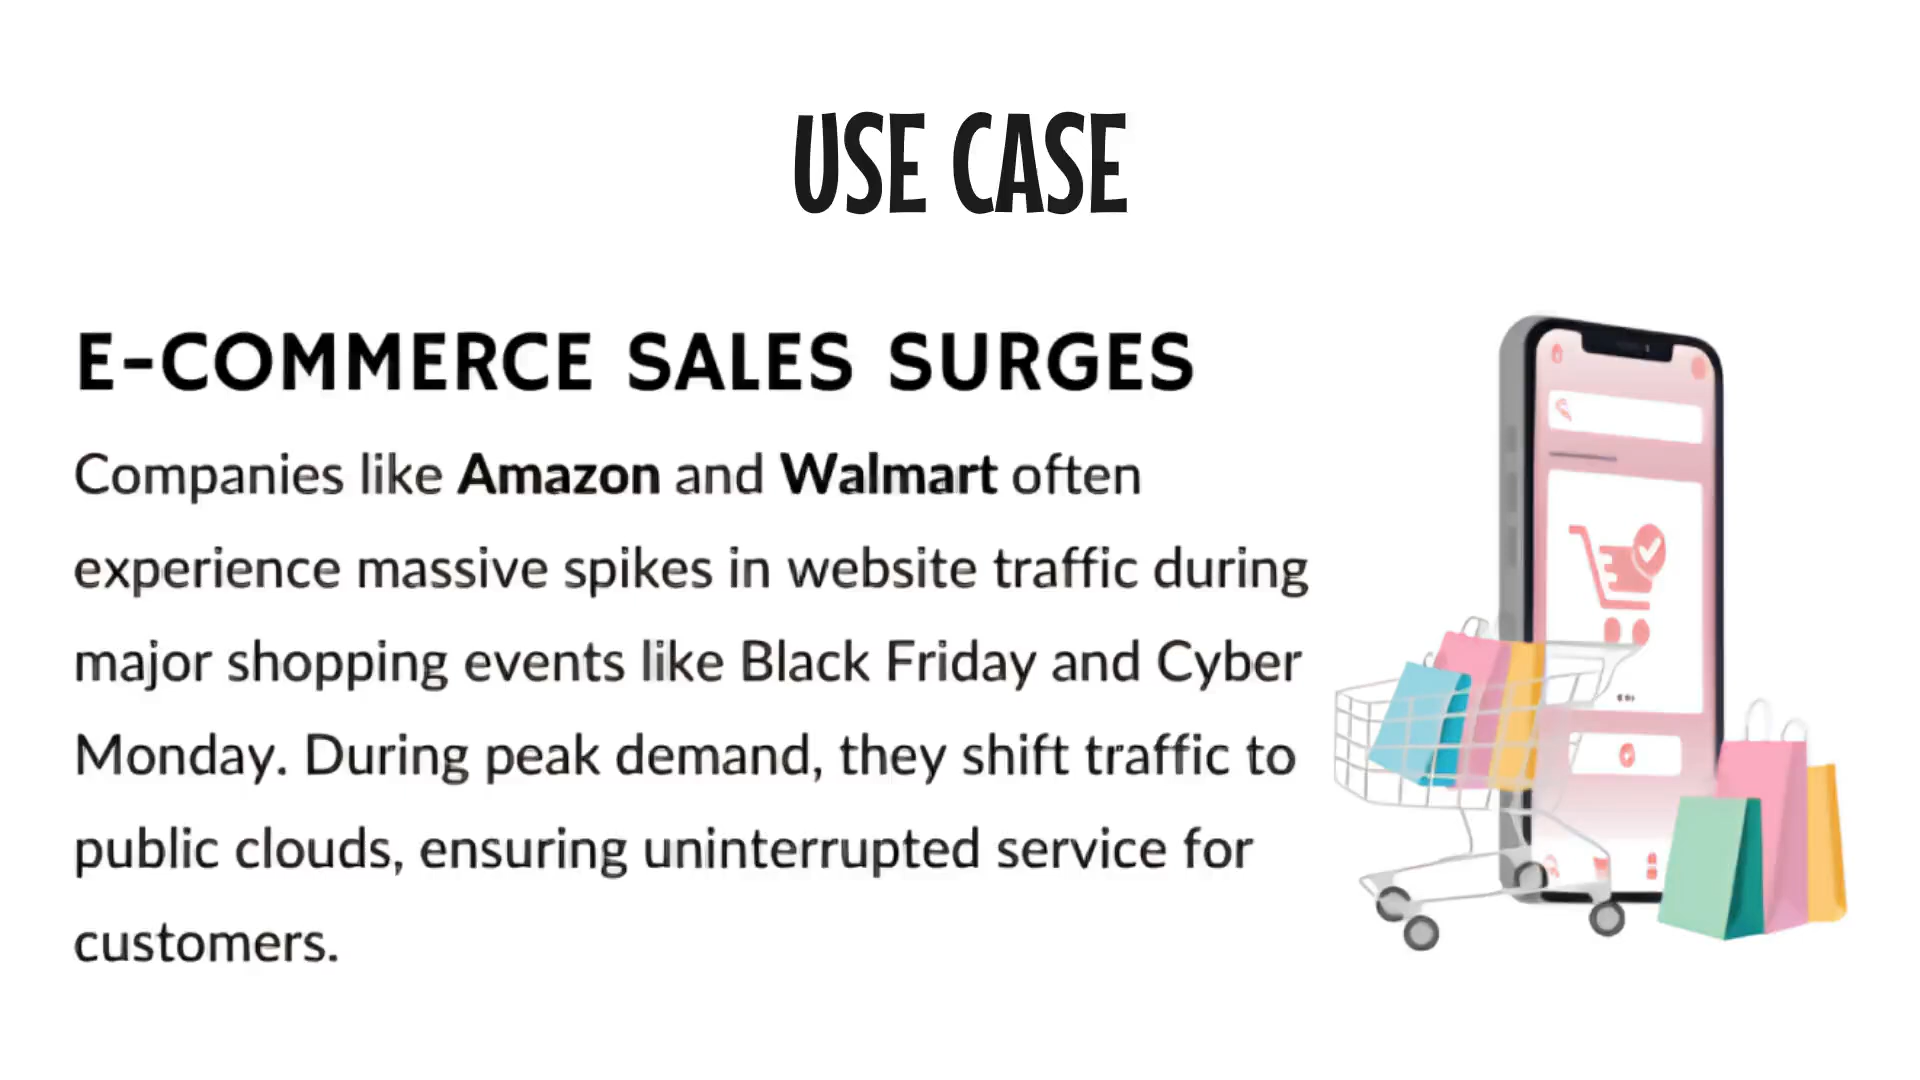 USE CASE
E-COMMERCE SALES SURGES
Companies like Amazon and Walmart often
experience massive spikes in website traffic during
major shopping events like Black Friday and Cyber
Monday. During peak demand, they shift traffic to
public clouds, ensuring uninterrupted service for
customers.